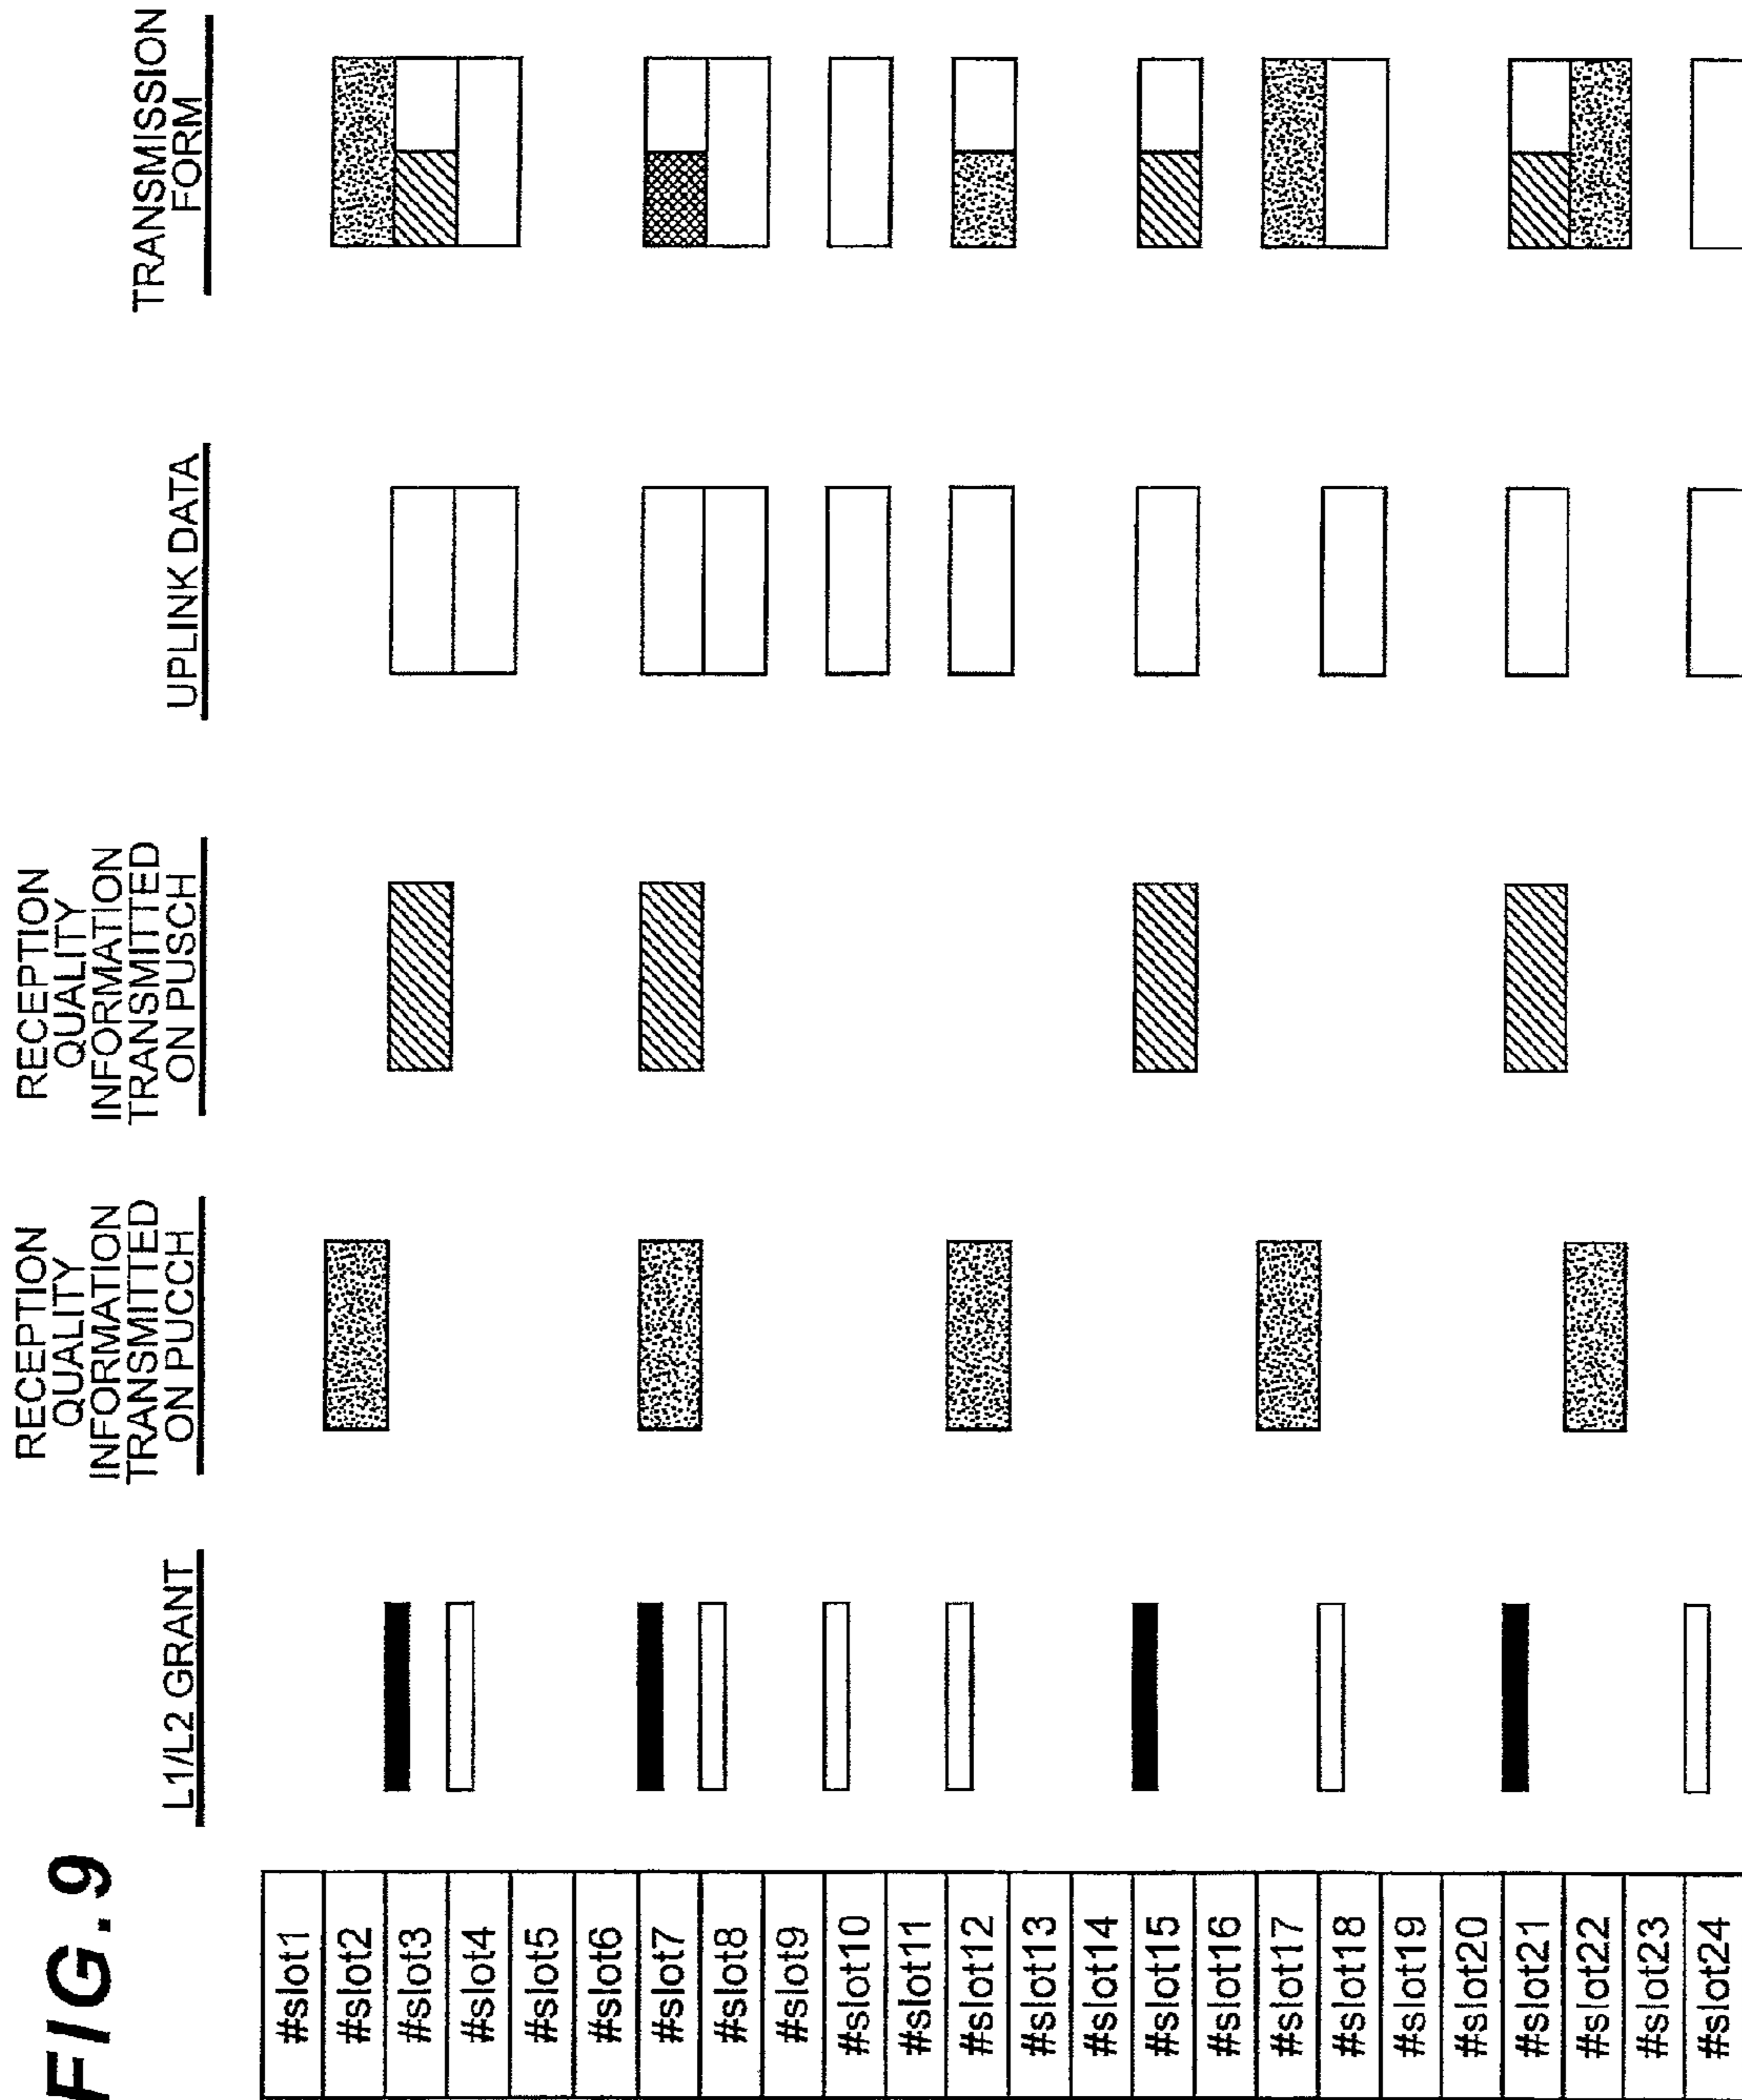 FIG.9
#slot1
#slot2
#slot3
#slot4
#slot5
#slot6
#slot7
#slot8
#slot9
#slot10
#slot11
#slot12
#slot13
#slot14
#slot15
#slot16
#slot17
#slot18
#slot19
#slot20
#slot21
#slot22
#slot23
#slot24
L1/L2 GRANT
RECEPTION
QUALITY
INFORMATION
TRANSMITTED
ON PUCCH
RECEPTION
QUALITY
INFORMATION
TRANSMITTED
ON PUSCH
UPLINK DATA
TRANSMISSION
FORM